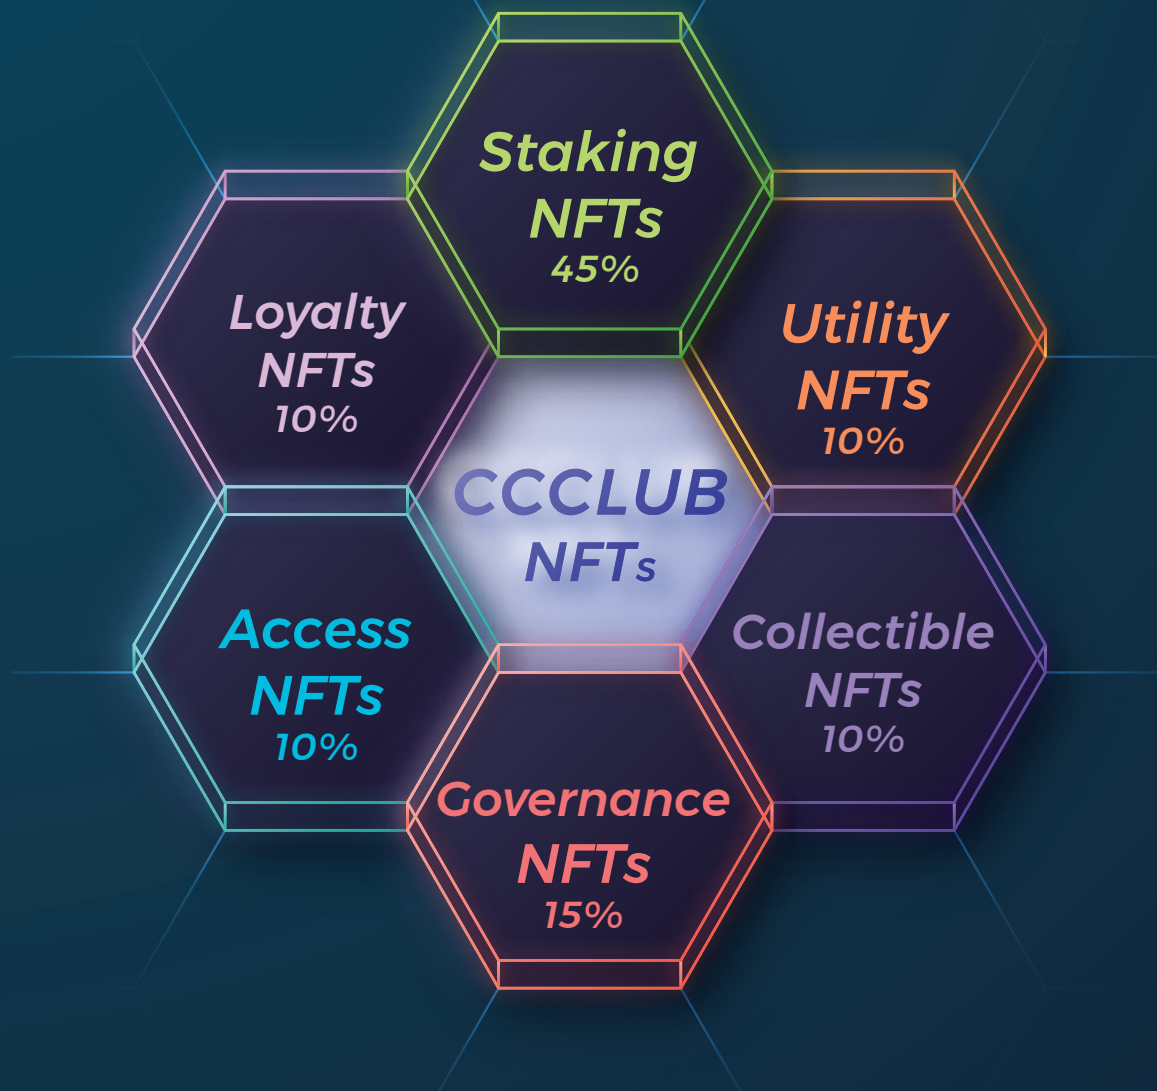 Staking
NFTs
45%
Loyalty
NFTs
10%
Utility
NFTs
10%
CCCLUB
NFTs
Access
NFTs
10%
Collectible
NFTs
10%
Governance
NFTs
15%